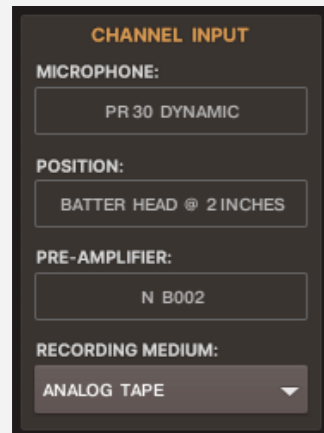 CHANNEL INPUT
MICROPHONE:
PR 30 DYNAMIC
POSITION:
BATTER HEAD @ 2 INCHES
PRE-AMPLIFIER:
N B002
RECORDING MEDIUM:
ANALOG TAPE